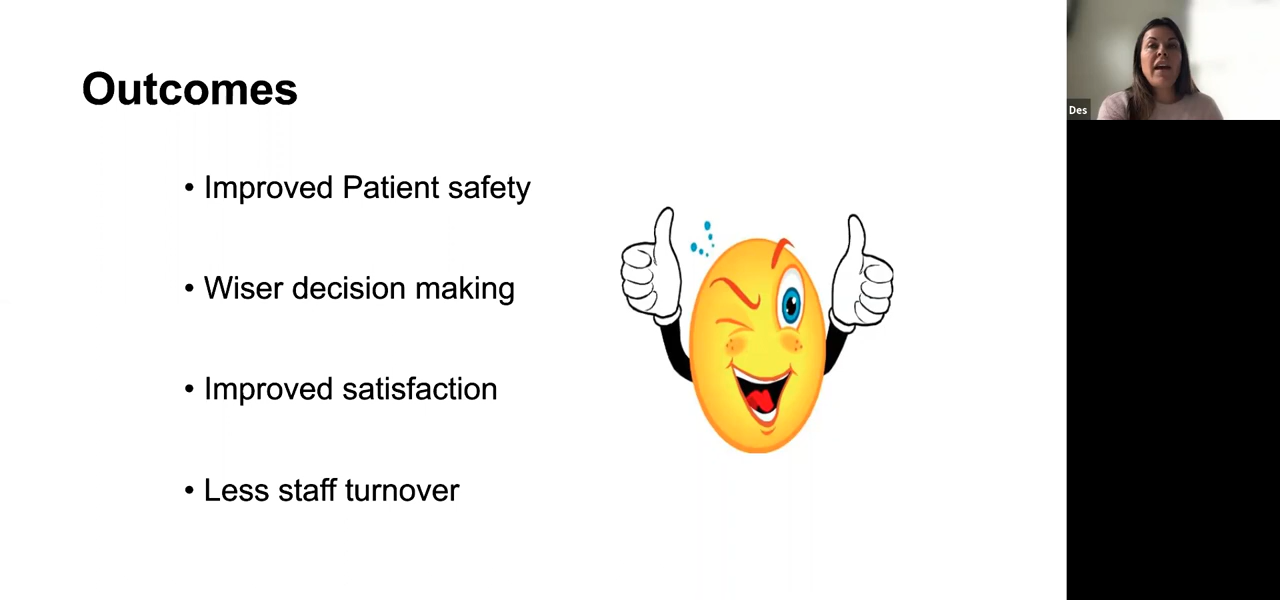 Outcomes
• Improved Patient safety
• Wiser decision making
• Improved satisfaction
• Less staff turnover
Des